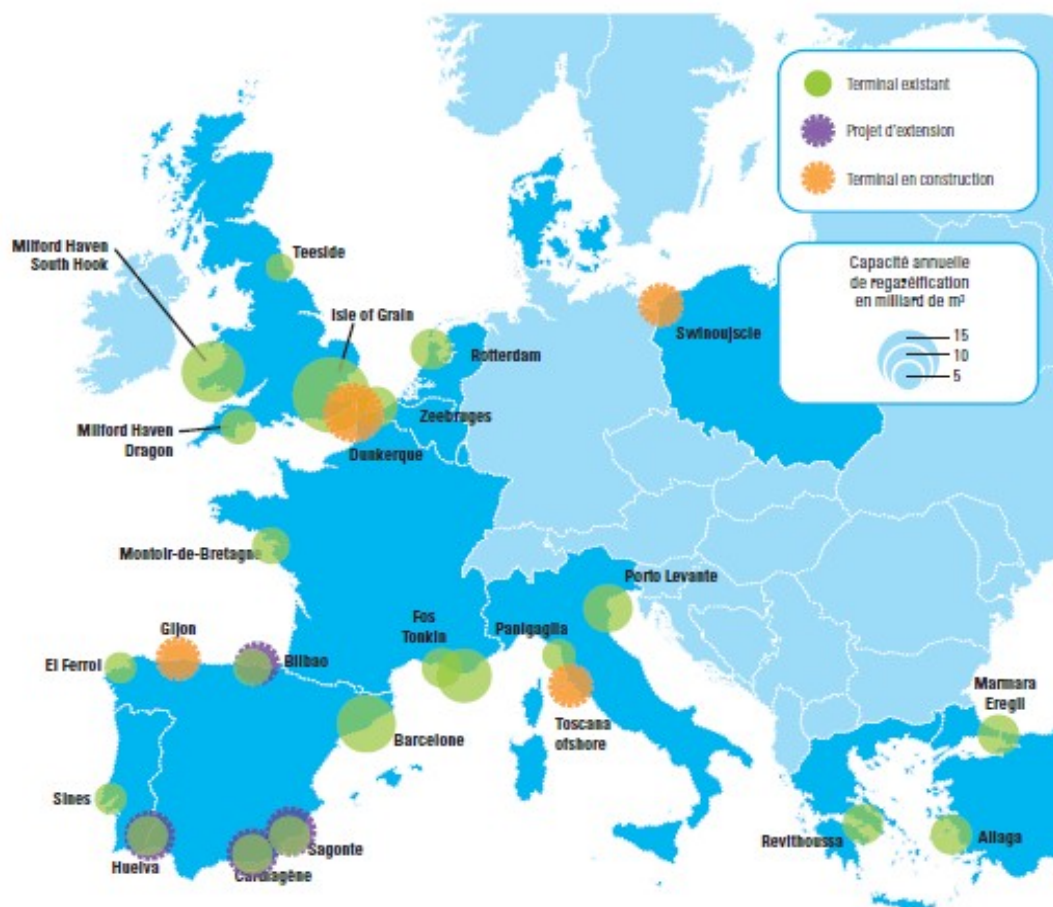 Terminal existant
Projet d'extension
Terminal en construction
Capacité annuelle
de regazéification
en milliard de m³
15
10
5
Milford Haven
South Hook
Teeside
Isle of Grain
Rotterdam
Swinoujscie
Zeebruges
Milford Haven
Dragon
Dunkerque
Montoir-de-Bretagne
Porto Levante
Fos
Tonkin
Panigaglia
Gijon
El Ferrol
Bilbao
Marmara
Eregli
Barcelone
Toscana
ofshore
Sines
Revithoussa
Aliaga
Sagonte
Huelva
Carthagène